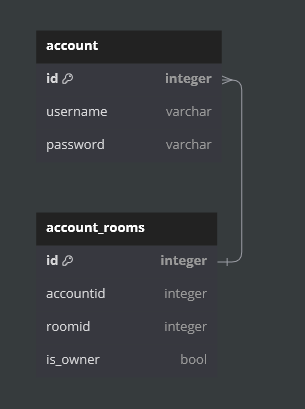 account
id integer
username varchar
password varchar
account_rooms
id integer
accountid integer
roomid integer
is_owner bool